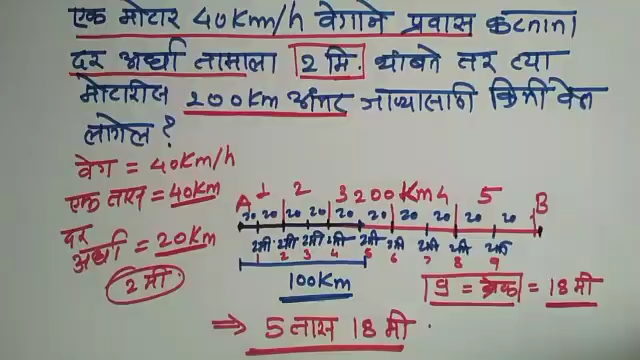 एक मोटार 40Km/h वेगाने प्रवास करताना
दर अर्ध्या तासाला 2 मि. थांबते तर त्या
मोटारीस 200Km अंतर जाण्यासाठी किती वेळ
लागेल?
वेग = 40Km/h
एक तास = 40Km
दर
अर्धा = 20Km
2 मी
A 1 2 3 200 Km 4 5 B
20 20 20 20 20 20 20 20 20
2मी 2मी 2मी 2मी 2मी 2मी 2मी 2मी 2मी
1 2 3 4 5 6 7 8 9
100Km
9 = ब्रेक = 18 मी
⇒ 5 तास 18 मी.